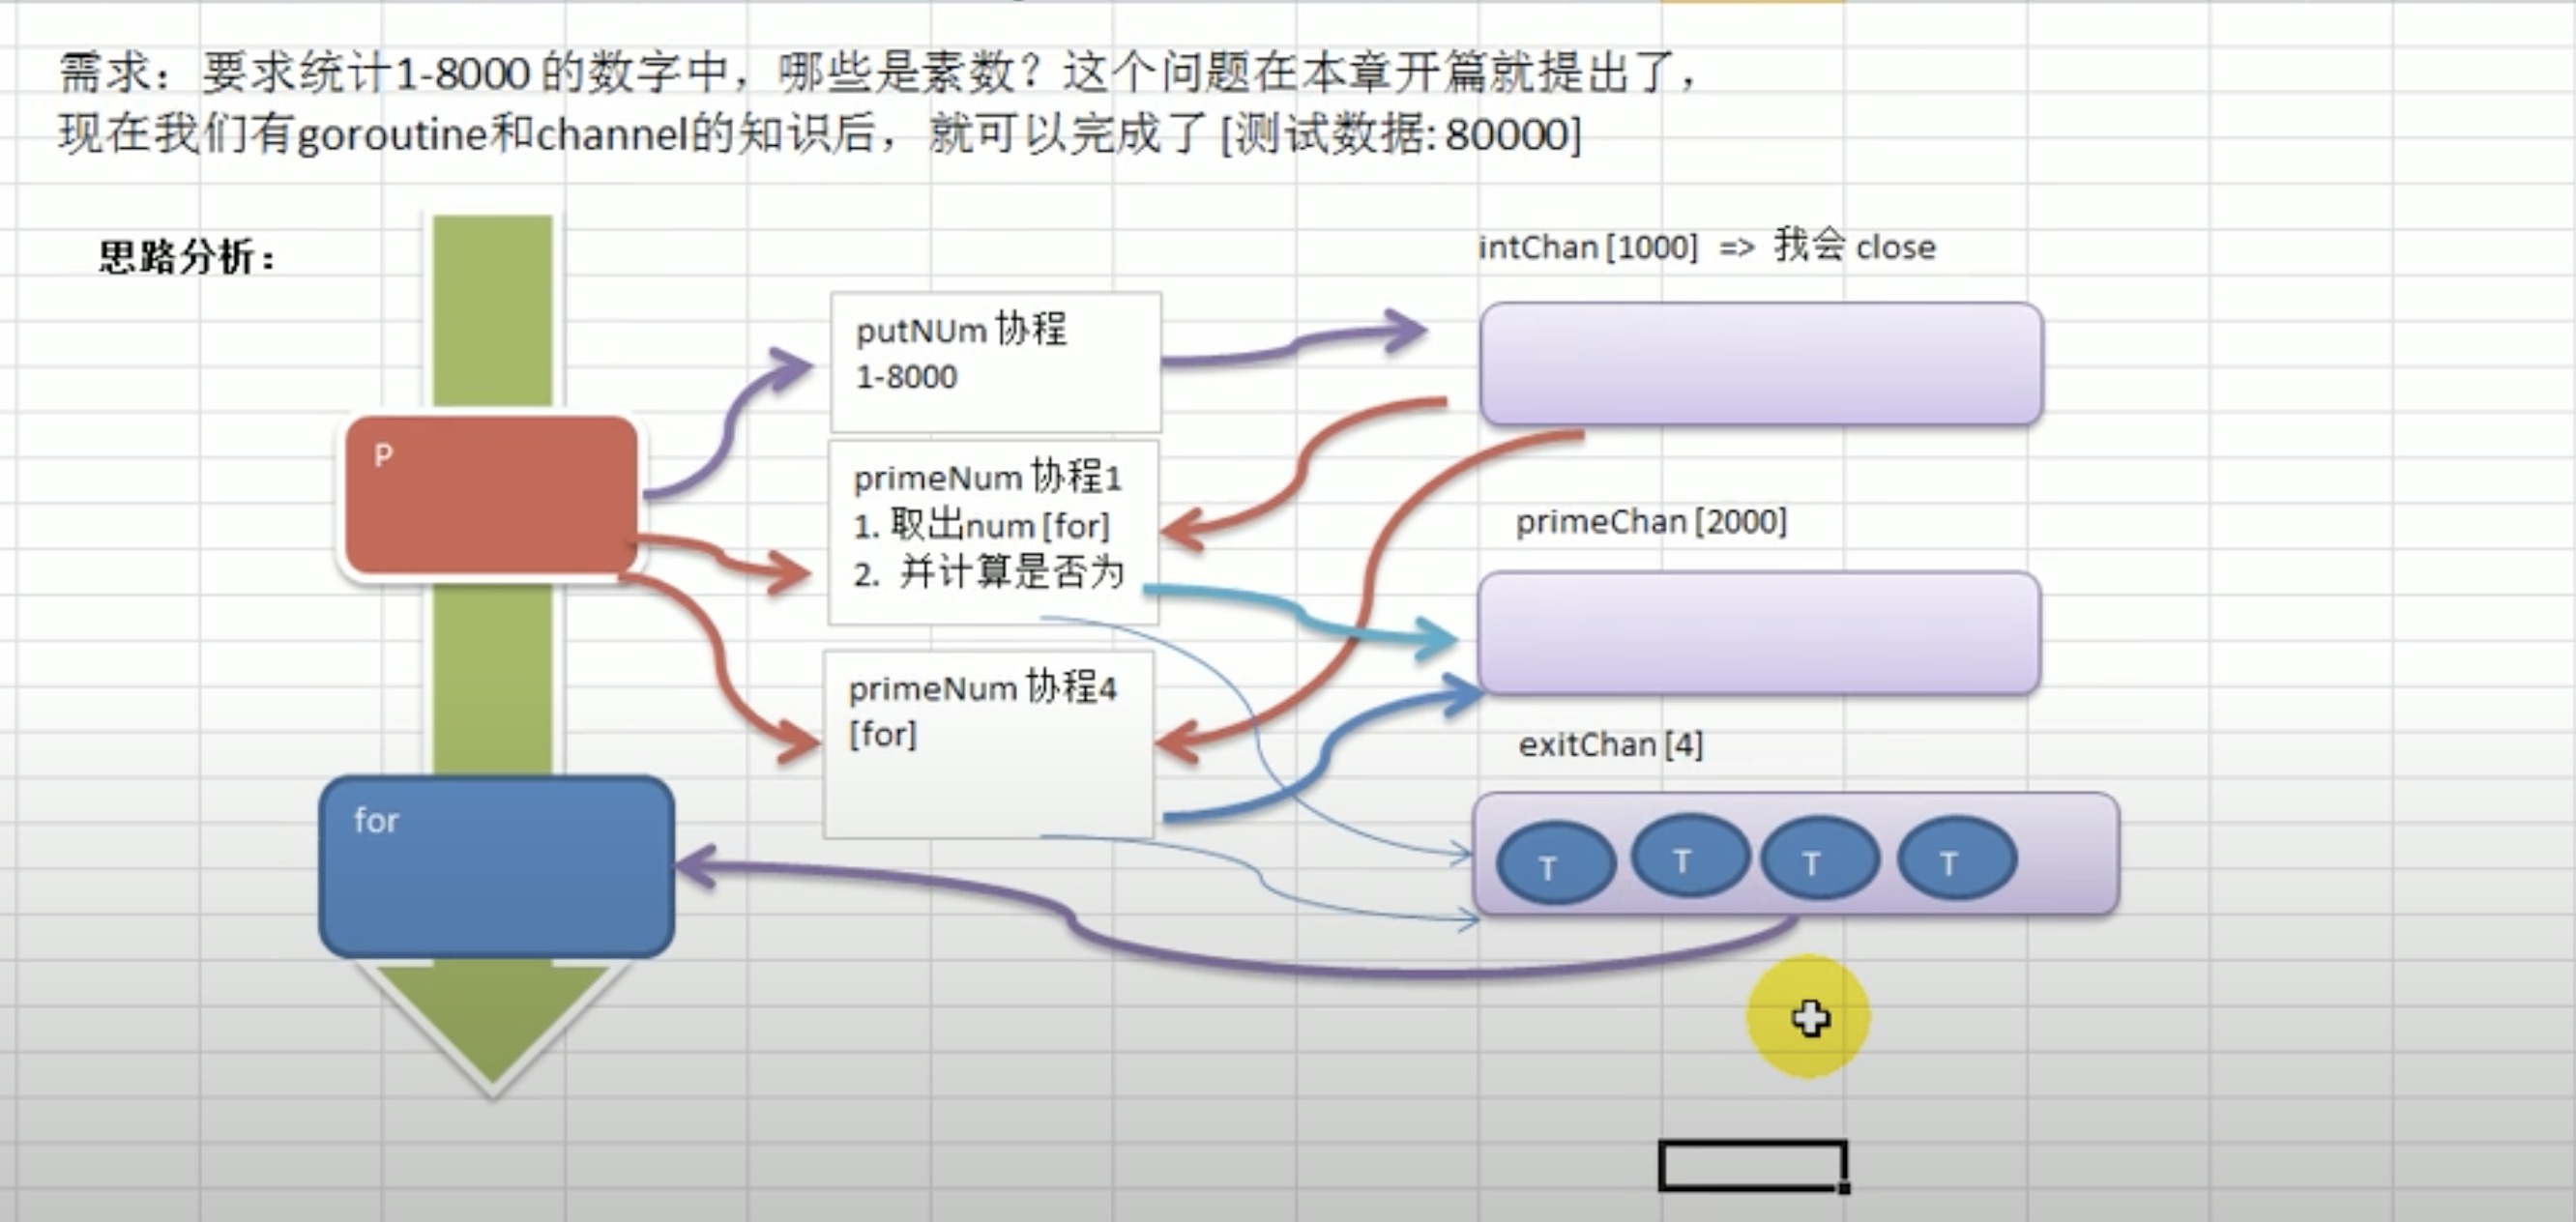 需求：要求统计1-8000 的数字中，哪些是素数？这个问题在本章开篇就提出了，
现在我们有goroutine和channel的知识后，就可以完成了 [测试数据: 80000]
思路分析：
intChan [1000] => 我会 close
putNUm 协程
1-8000
P
primeNum 协程1
1. 取出num [for]
2. 并计算是否为
primeChan [2000]
primeNum 协程4
[for]
exitChan [4]
for
T T T T